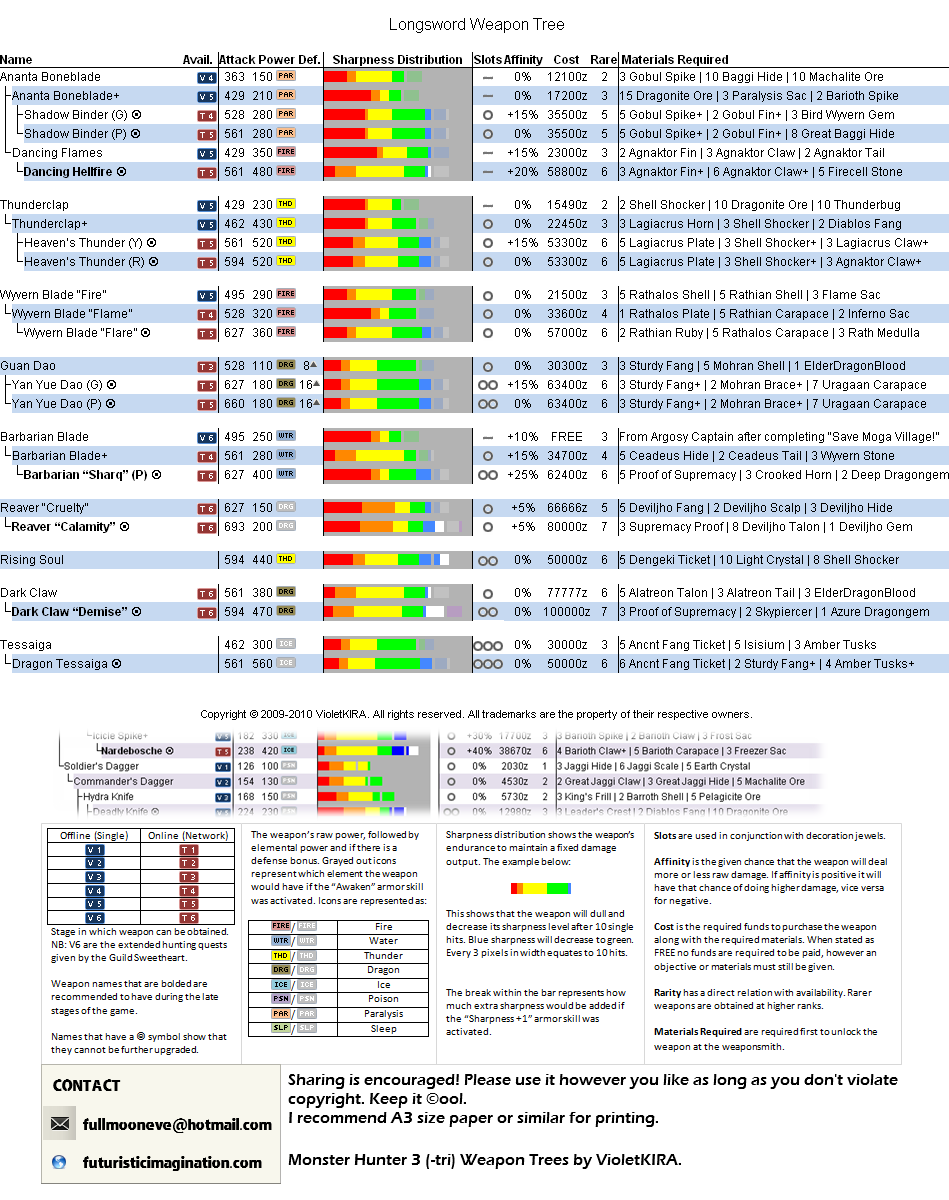 Longsword Weapon Tree
Name Avail. Attack Power Def. Sharpness Distribution Slots Affinity Cost Rare Materials Required
Ananta Boneblade V 4 363 150 PAR — 0% 12100z 2 3 Gobul Spike | 10 Baggi Hide | 10 Machalite Ore
Ananta Boneblade+ V 5 429 210 PAR — 0% 17200z 3 15 Dragonite Ore | 3 Paralysis Sac | 2 Barioth Spike
Shadow Binder (G) T 4 528 280 PAR +15% 35500z 5 5 Gobul Spike+ | 2 Gobul Fin+ | 3 Bird Wyvern Gem
Shadow Binder (P) T 5 561 280 PAR 0% 35500z 5 5 Gobul Spike+ | 2 Gobul Fin+ | 8 Great Baggi Hide
Dancing Flames V 5 429 350 FIRE — +15% 23000z 3 2 Agnaktor Fin | 3 Agnaktor Claw | 2 Agnaktor Tail
Dancing Hellfire T 5 561 480 FIRE — +20% 58800z 6 3 Agnaktor Fin+ | 6 Agnaktor Claw+ | 5 Firecell Stone
Thunderclap V 5 429 230 THD — 0% 15490z 2 2 Shell Shocker | 10 Dragonite Ore | 10 Thunderbug
Thunderclap+ V 5 462 430 THD 0% 22450z 3 3 Lagiacrus Horn | 3 Shell Shocker | 2 Diablos Fang
Heaven's Thunder (Y) T 5 561 520 THD +15% 53300z 6 5 Lagiacrus Plate | 3 Shell Shocker+ | 3 Lagiacrus Claw+
Heaven's Thunder (R) T 5 594 520 THD 0% 53300z 6 5 Lagiacrus Plate | 3 Shell Shocker+ | 3 Agnaktor Claw+
Wyvern Blade "Fire" V 5 495 290 FIRE 0% 21500z 3 5 Rathalos Shell | 5 Rathian Shell | 3 Flame Sac
Wyvern Blade "Flame" T 4 528 320 FIRE 0% 33600z 4 1 Rathalos Plate | 5 Rathian Carapace | 2 Inferno Sac
Wyvern Blade "Flare" T 5 627 360 FIRE 0% 57000z 6 2 Rathian Ruby | 5 Rathalos Carapace | 3 Rath Medulla
Guan Dao T 3 528 110 DRG 8▲ 0% 30300z 3 3 Sturdy Fang | 5 Mohran Shell | 1 ElderDragonBlood
Yan Yue Dao (G) T 5 627 180 DRG 16▲ +15% 63400z 6 3 Sturdy Fang+ | 2 Mohran Brace+ | 7 Uragaan Carapace
Yan Yue Dao (P) T 5 660 180 DRG 16▲ 0% 63400z 6 3 Sturdy Fang+ | 2 Mohran Brace+ | 7 Uragaan Carapace
Barbarian Blade V 6 495 250 WTR — +10% FREE 3 From Argosy Captain after completing "Save Moga Village!"
Barbarian Blade+ T 4 561 280 WTR +15% 34700z 4 5 Ceadeus Hide | 2 Ceadeus Tail | 3 Wyvern Stone
Barbarian "Sharq" (P) T 6 627 400 WTR +25% 62400z 6 5 Proof of Supremacy | 3 Crooked Horn | 2 Deep Dragongem
Reaver "Cruelty" T 6 627 150 DRG +5% 66666z 5 5 Deviljho Fang | 2 Deviljho Scalp | 3 Deviljho Hide
Reaver "Calamity" T 6 693 200 DRG +5% 80000z 7 3 Supremacy Proof | 8 Deviljho Talon | 1 Deviljho Gem
Rising Soul 594 440 THD 0% 50000z 6 5 Dengeki Ticket | 10 Light Crystal | 8 Shell Shocker
Dark Claw T 6 561 380 DRG 0% 77777z 6 5 Alatreon Talon | 3 Alatreon Tail | 3 ElderDragonBlood
Dark Claw "Demise" T 6 594 470 DRG 0% 100000z 7 3 Proof of Supremacy | 2 Skypiercer | 1 Azure Dragongem
Tessaiga 462 300 ICE 0% 30000z 3 5 Ancnt Fang Ticket | 5 Isisium | 3 Amber Tusks
Dragon Tessaiga 561 560 ICE 0% 50000z 6 6 Ancnt Fang Ticket | 2 Sturdy Fang+ | 4 Amber Tusks+
Copyright © 2009-2010 VioletKIRA. All rights reserved. All trademarks are the property of their respective owners.
Icicle Spike+ V 5 182 330 ICE +30% 17700z 3 3 Barioth Spike | 2 Barioth Claw | 3 Frost Sac
Nardebosche T 5 238 420 ICE +40% 38670z 6 4 Barioth Claw+ | 5 Barioth Carapace | 3 Freezer Sac
Soldier's Dagger V 1 126 100 PSN 0% 2030z 1 3 Jaggi Hide | 6 Jaggi Scale | 5 Earth Crystal
Commander's Dagger V 2 154 130 PSN 0% 4530z 2 2 Great Jaggi Claw | 3 Great Jaggi Hide | 5 Machalite Ore
Hydra Knife V 3 168 150 PSN 0% 5730z 2 3 King's Frill | 2 Barroth Shell | 5 Pelagicite Ore
Deadly Knife V 6 224 230 PSN 0% 12980z 3 3 Leader's Crest | 2 Diablos Fang | 10 Dragonite Ore
Offline (Single) Online (Network)
V 1 T 1
V 2 T 2
V 3 T 3
V 4 T 4
V 5 T 5
V 6 T 6
Stage in which weapon can be obtained.
NB: V6 are the extended hunting quests
given by the Guild Sweetheart.
Weapon names that are bolded are
recommended to have during the late
stages of the game.
Names that have a ⊙ symbol show that
they cannot be further upgraded.
The weapon's raw power, followed by
elemental power and if there is a
defense bonus. Grayed out icons
represent which element the weapon
would have if the "Awaken" armor skill
was activated. Icons are represented as:
FIRE / FIRE Fire
WTR / WTR Water
THD / THD Thunder
DRG / DRG Dragon
ICE / ICE Ice
PSN / PSN Poison
PAR / PAR Paralysis
SLP / SLP Sleep
Sharpness distribution shows the weapon's
endurance to maintain a fixed damage
output. The example below:
This shows that the weapon will dull and
decrease its sharpness level after 10 single
hits. Blue sharpness will decrease to green.
Every 3 pixels in width equates to 10 hits.
The break within the bar represents how
much extra sharpness would be added if
the "Sharpness +1" armor skill was
activated.
Slots are used in conjunction with decoration jewels.
Affinity is the given chance that the weapon will deal
more or less raw damage. If affinity is positive it will
have that chance of doing higher damage, vice versa
for negative.
Cost is the required funds to purchase the weapon
along with the required materials. When stated as
FREE no funds are required to be paid, however an
objective or materials must still be given.
Rarity has a direct relation with availability. Rarer
weapons are obtained at higher ranks.
Materials Required are required first to unlock the
weapon at the weaponsmith.
CONTACT
fullmooneve@hotmail.com
futuristicimagination.com
Sharing is encouraged! Please use it however you like as long as you don't violate
copyright. Keep it ©ool.
I recommend A3 size paper or similar for printing.
Monster Hunter 3 (-tri) Weapon Trees by VioletKIRA.